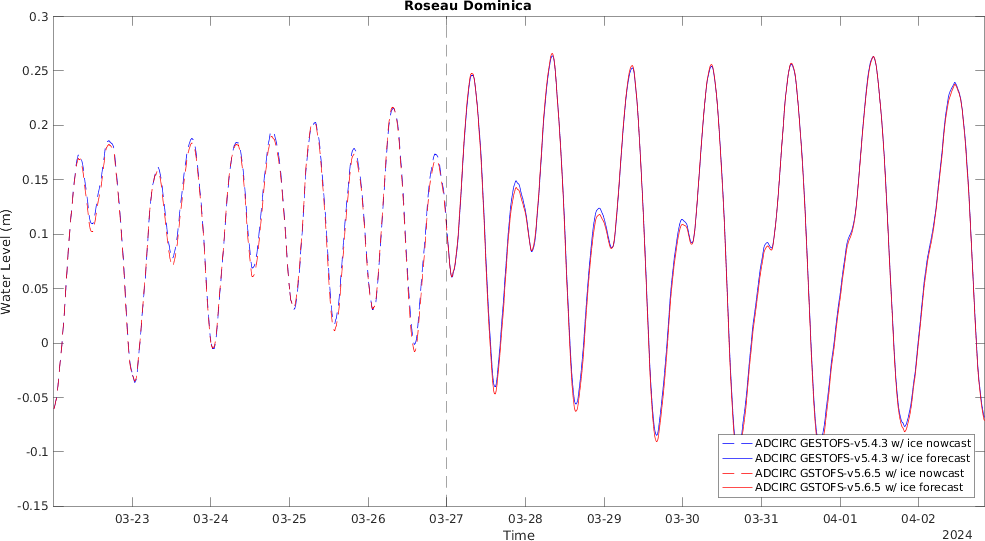 Roseau Dominica
0.3
0.25
0.2
0.15
0.1
0.05
0
-0.05
-0.1
-0.15
Water Level (m)
ADCIRC GESTOFS-v5.4.3 w/ ice nowcast
ADCIRC GESTOFS-v5.4.3 w/ ice forecast
ADCIRC GSTOFS-v5.6.5 w/ ice nowcast
ADCIRC GSTOFS-v5.6.5 w/ ice forecast
03-23 03-24 03-25 03-26 03-27 03-28 03-29 03-30 03-31 04-01 04-02
Time
2024